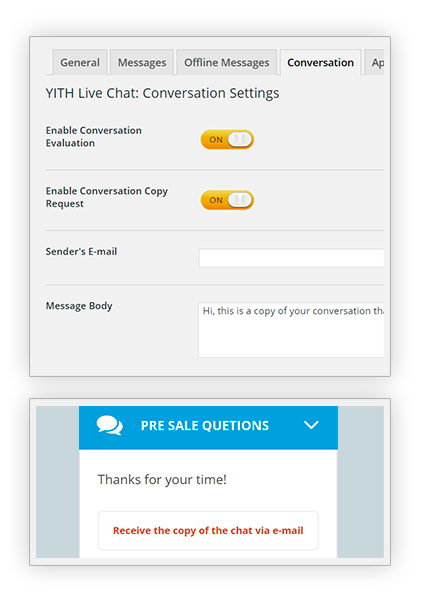 General Messages Offline Messages Conversation Ap
YITH Live Chat: Conversation Settings
Enable Conversation
Evaluation
ON
Enable Conversation Copy
Request
ON
Sender's E-mail
Message Body
Hi, this is a copy of your conversation tha
PRE SALE QUETIONS
Thanks for your time!
Receive the copy of the chat via e-mail